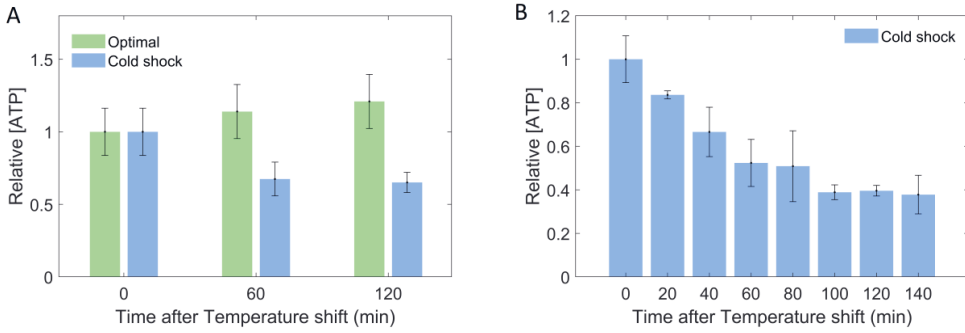 A
Relative [ATP]
1.5
1
0.5
0
Optimal
Cold shock
0
60
120
Time after Temperature shift (min)
B
Relative [ATP]
1.2
1
0.8
0.6
0.4
0.2
0
Cold shock
0 20 40 60 80 100 120 140
Time after Temperature shift (min)